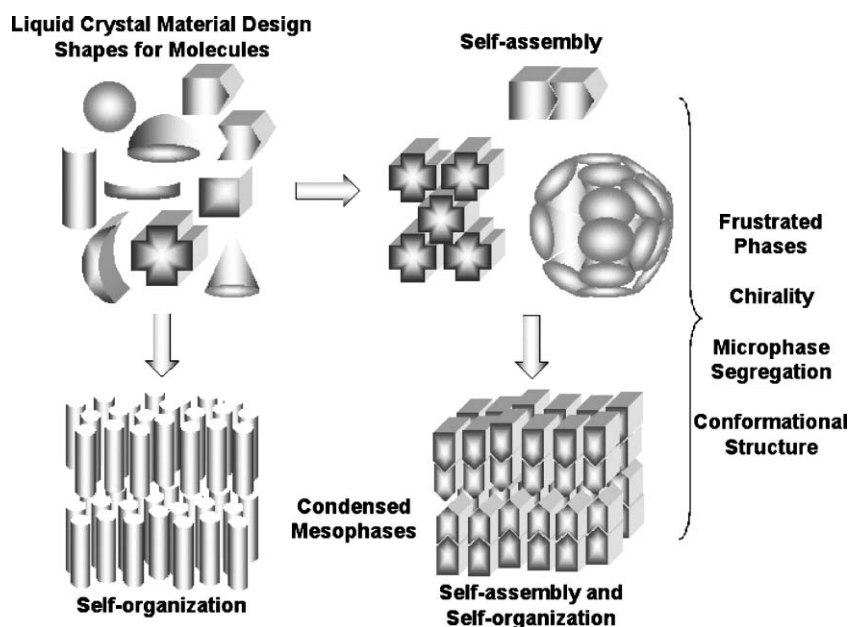 Liquid Crystal Material Design
Shapes for Molecules
Self-assembly
Frustrated
Phases
Chirality
Microphase
Segregation
Conformational
Structure
Condensed
Mesophases
Self-organization
Self-assembly and
Self-organization